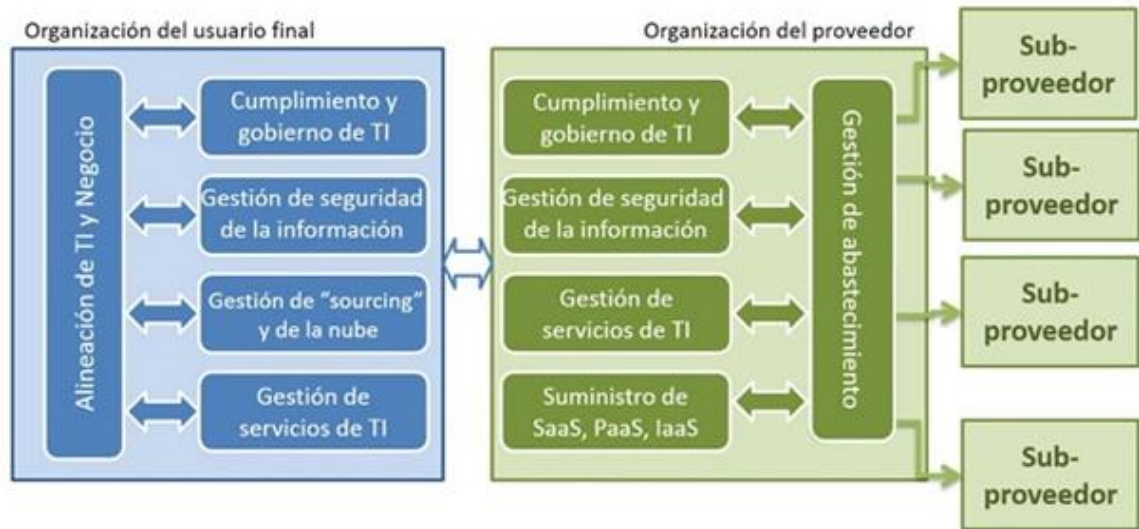 Organización del usuario final
Alineación de TI y Negocio
Cumplimiento y
gobierno de TI
Gestión de seguridad
de la información
Gestión de "sourcing"
y de la nube
Gestión de
servicios de TI
Organización del proveedor
Cumplimiento y
gobierno de TI
Gestión de seguridad
de la información
Gestión de
servicios de TI
Suministro de
SaaS, PaaS, IaaS
Gestión de abastecimiento
Sub-
proveedor
Sub-
proveedor
Sub-
proveedor
Sub-
proveedor